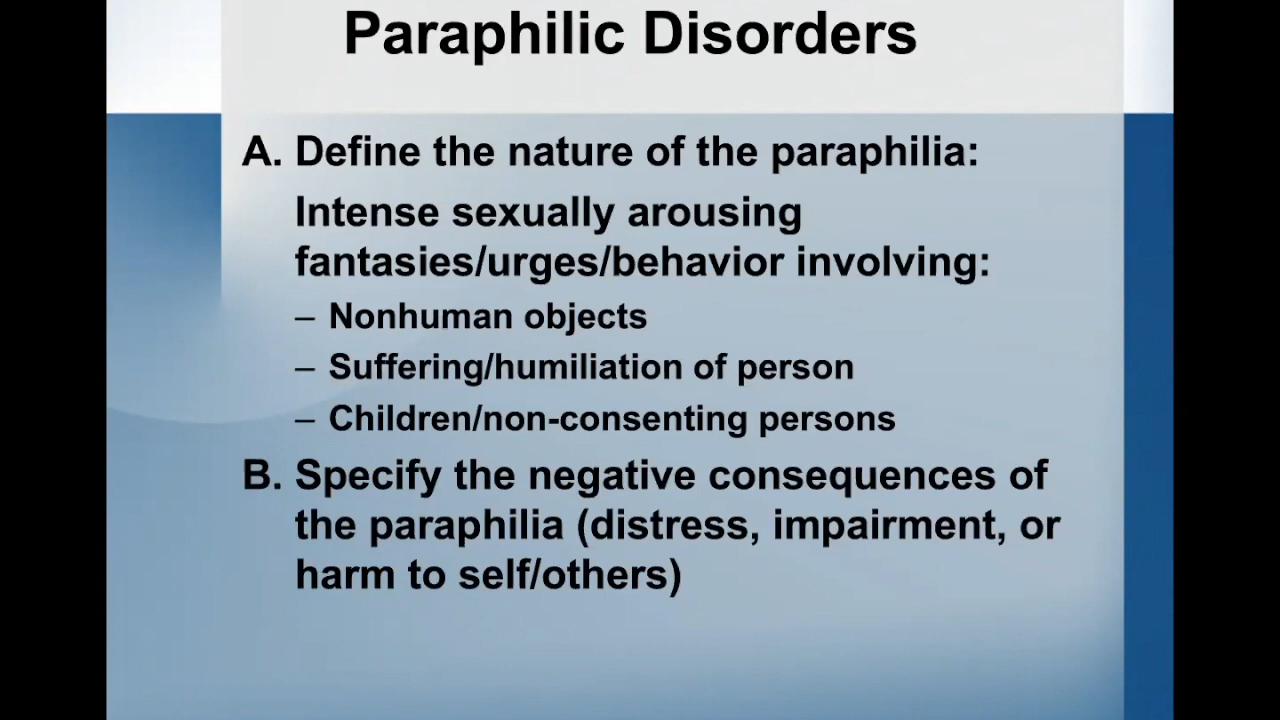 Paraphilic Disorders
A. Define the nature of the paraphilia:
Intense sexually arousing
fantasies/urges/behavior involving:
– Nonhuman objects
– Suffering/humiliation of person
– Children/non-consenting persons
B. Specify the negative consequences of
the paraphilia (distress, impairment, or
harm to self/others)